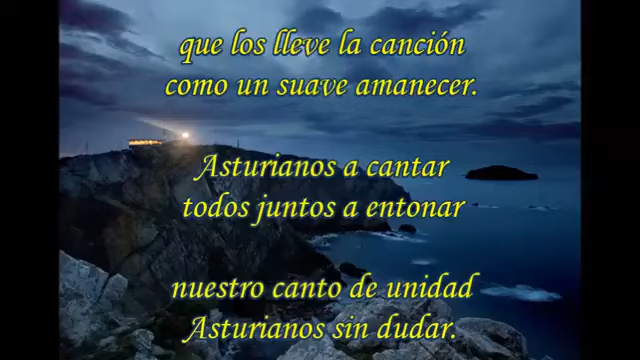 que los lleve la canción
como un suave amanecer.
Asturianos a cantar
todos juntos a entonar
nuestro canto de unidad
Asturianos sin dudar.